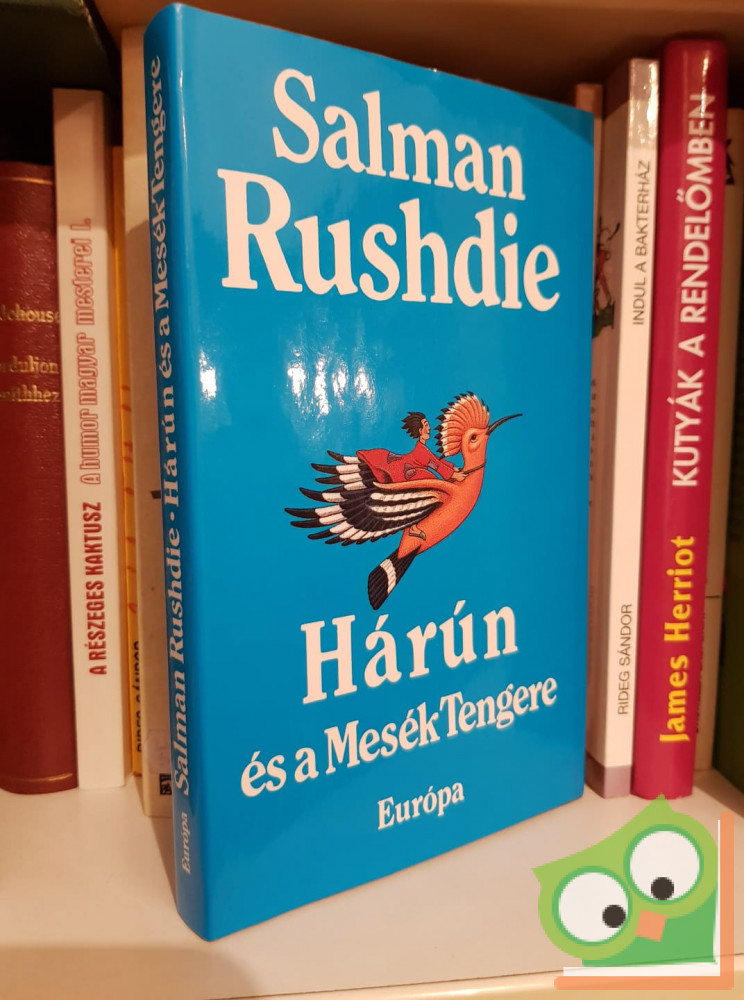 Salman
Rushdie
Hárún
és a Mesék Tengere
Európa
Salman Rushdie · Hárún és a Mesék Tengere
Európa
A RÉSZEGES KAKTUSZ A humor magyar mesterei I.
RIDEG SÁNDOR INDUL A BAKTERHÁZ
James Herriot KUTYÁK A RENDELŐMBEN